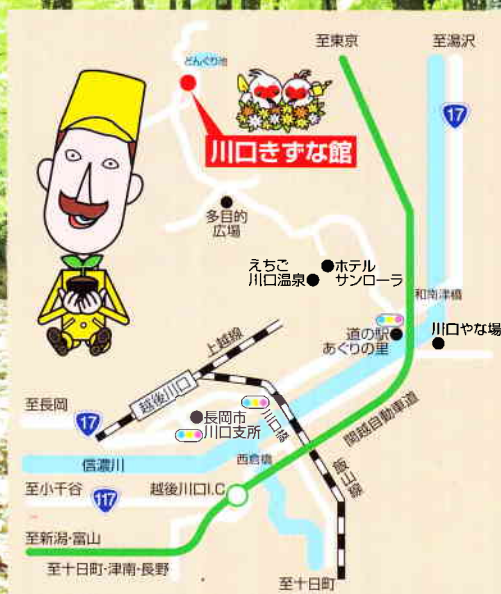 至東京
至湯沢
どんぐり池
17
川口きずな館
多目的
広場
えちご
川口温泉
ホテル
サンローラ
和南津橋
川口やな場
道の駅
あぐりの里
上越線
越後川口
至長岡
17
長岡市
川口支所
川口橋
関越自動車道
信濃川
西倉橋
飯山線
至小千谷
117
越後川口I.C
至新潟・富山
至十日町・津南・長野
至十日町